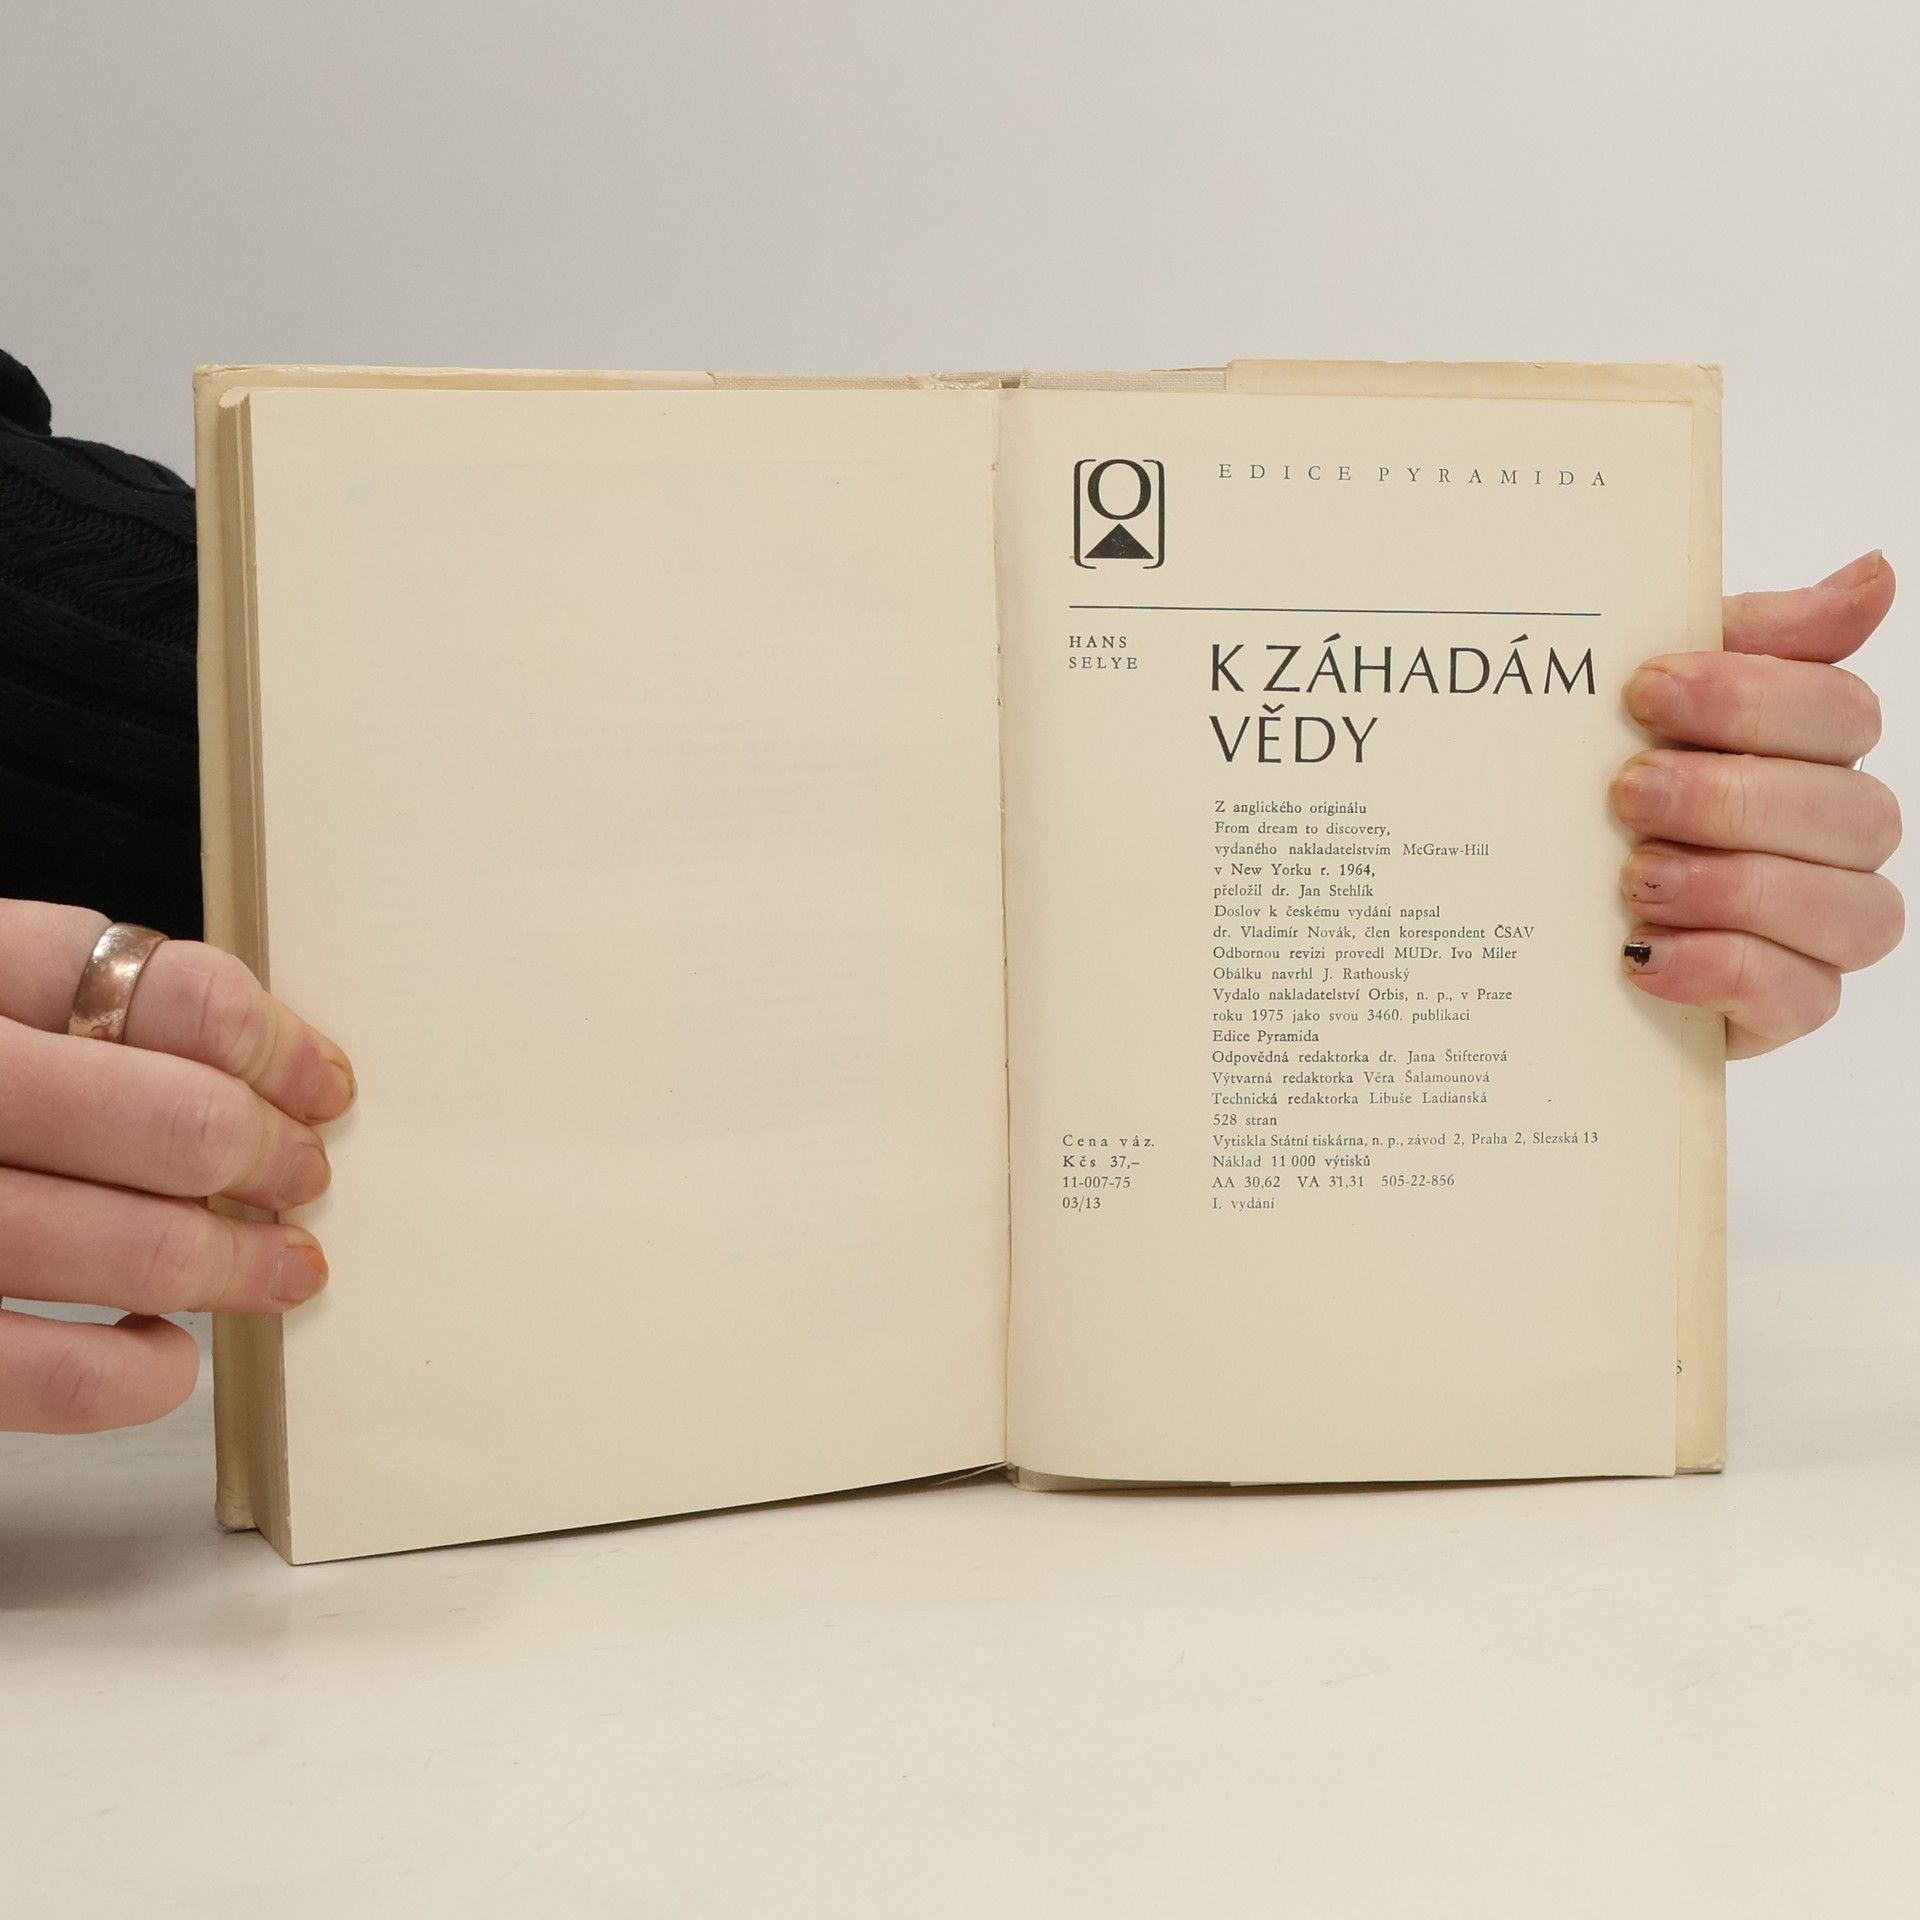 O
EDICE PYRAMIDA
HANS
SELYE
K ZÁHADÁM
VĚDY
Z anglického originálu
From dream to discovery,
vydaného nakladatelstvím McGraw-Hill
v New Yorku r. 1964,
přeložil dr. Jan Stehlík
Doslov k českému vydání napsal
dr. Vladimír Novák, člen korespondent ČSAV
Odbornou revizi provedl MUDr. Ivo Miler
Obálku navrhl J. Rathouský
Vydalo nakladatelství Orbis, n. p., v Praze
roku 1975 jako svou 3460. publikaci
Edice Pyramida
Odpovědná redaktorka dr. Jana Štifterová
Výtvarná redaktorka Věra Šalamounová
Technická redaktorka Libuše Ladianská
528 stran
Vytiskla Státní tiskárna, n. p., závod 2, Praha 2, Slezská 13
Náklad 11 000 výtisků
AA 30,62 VA 31,31 505-22-856
I. vydání
Cena váz.
Kčs 37,–
11-007-75
03/13